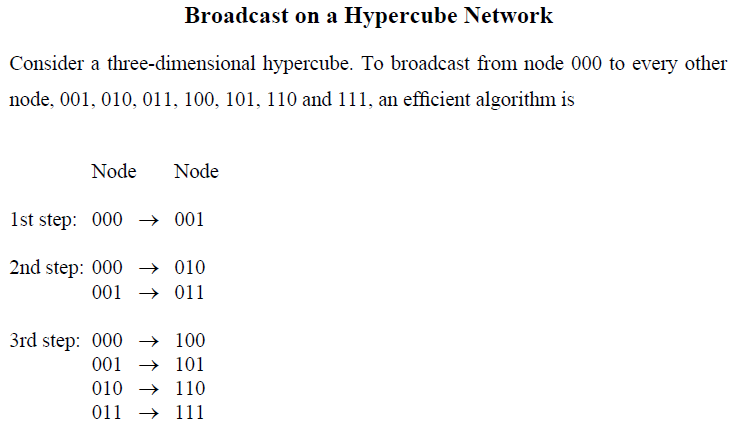 Broadcast on a Hypercube Network
Consider a three-dimensional hypercube. To broadcast from node 000 to every other
node, 001, 010, 011, 100, 101, 110 and 111, an efficient algorithm is
Node Node
1st step: 000 → 001
2nd step: 000 → 010
001 → 011
3rd step: 000 → 100
001 → 101
010 → 110
011 → 111